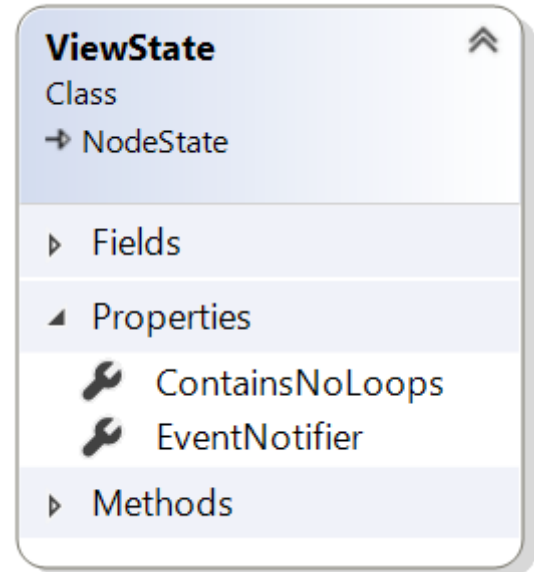 ViewState
Class
NodeState
Fields
Properties
ContainsNoLoops
EventNotifier
Methods